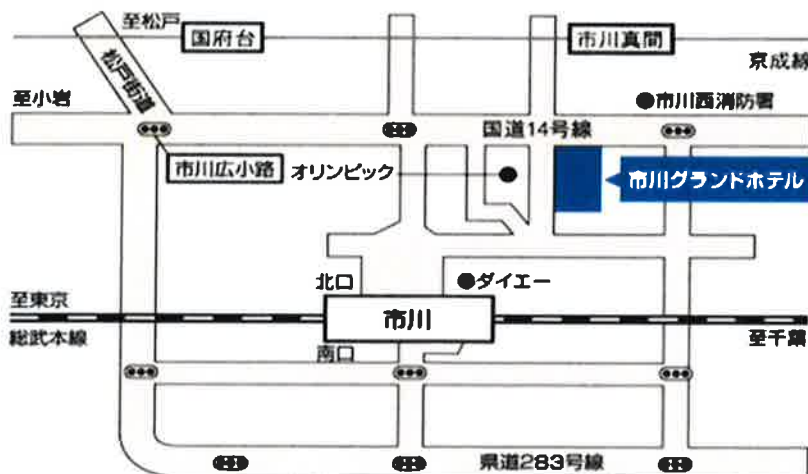 至松戸
国府台
市川真間
京成線
松戸街道
至小岩
●市川西消防署
国道14号線
市川広小路
オリンピック
市川グランドホテル
北口
●ダイエー
至東京
市川
総武本線
至千葉
南口
県道283号線